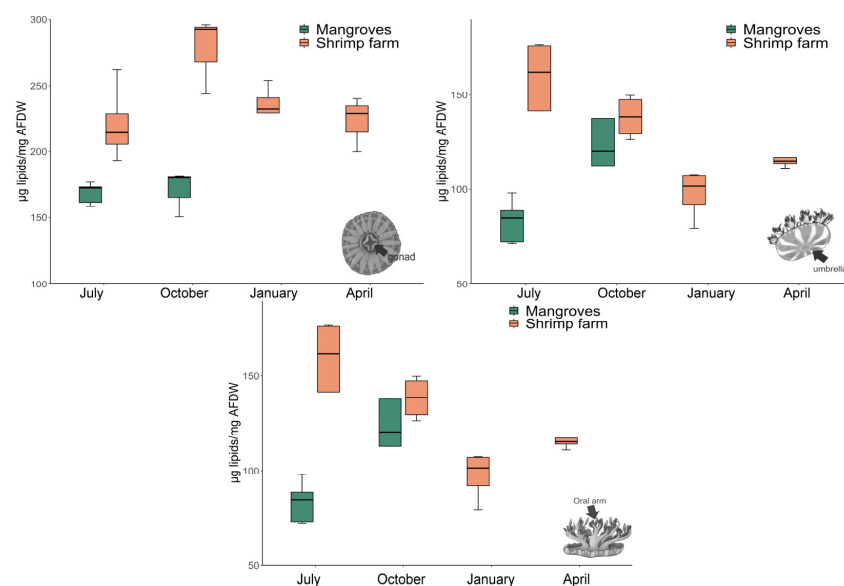 300
250
200
150
100
µg lipids/mg AFDW
Mangroves
Shrimp farm
gonad
July October January April
150
100
50
µg lipids/mg AFDW
Mangroves
Shrimp farm
umbrella
July October January April
150
100
50
µg lipids/mg AFDW
Mangroves
Shrimp farm
Oral arm
July October January April